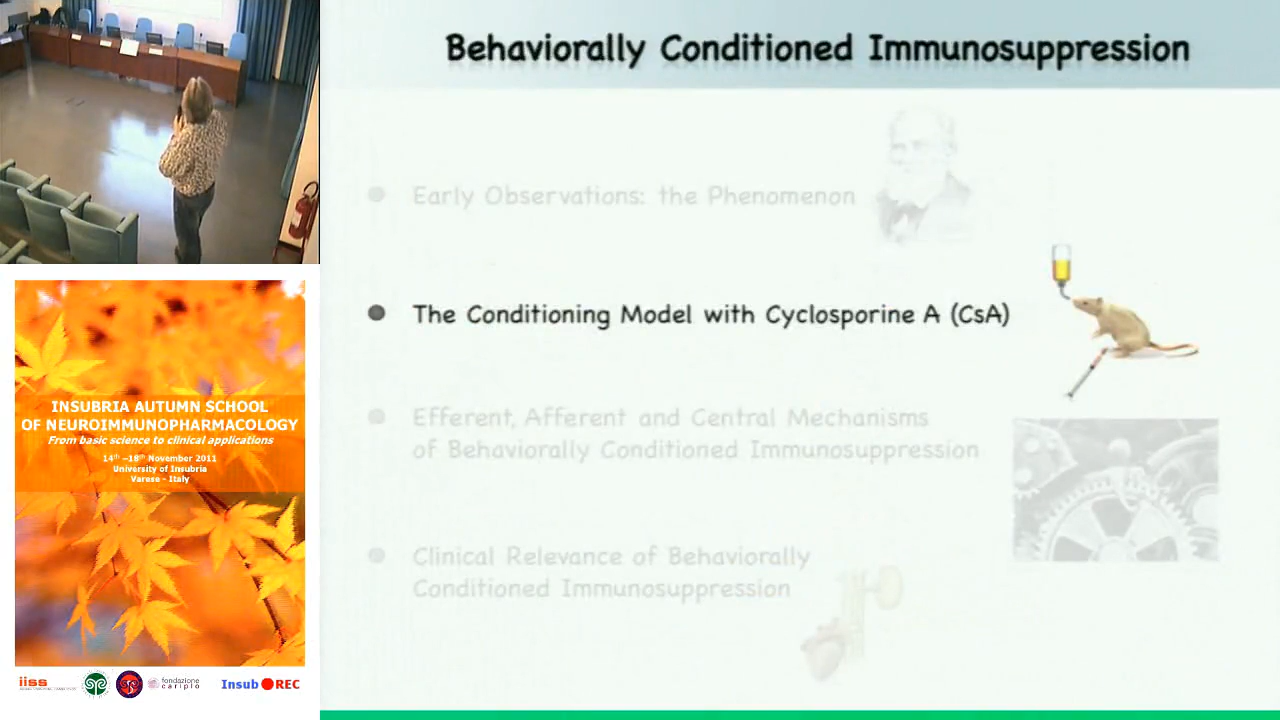 Behaviorally Conditioned Immunosuppression
Early Observations: the Phenomenon
The Conditioning Model with Cyclosporine A (CsA)
Efferent, Afferent and Central Mechanisms
of Behaviorally Conditioned Immunosuppression
Clinical Relevance of Behaviorally
Conditioned Immunosuppression
INSUBRIA AUTUMN SCHOOL
OF NEUROIMMUNOPHARMACOLOGY
From basic science to clinical applications
14th –18th November 2011
University of Insubria
Varese - Italy
iiss
fondazione
cariplo
Insub REC